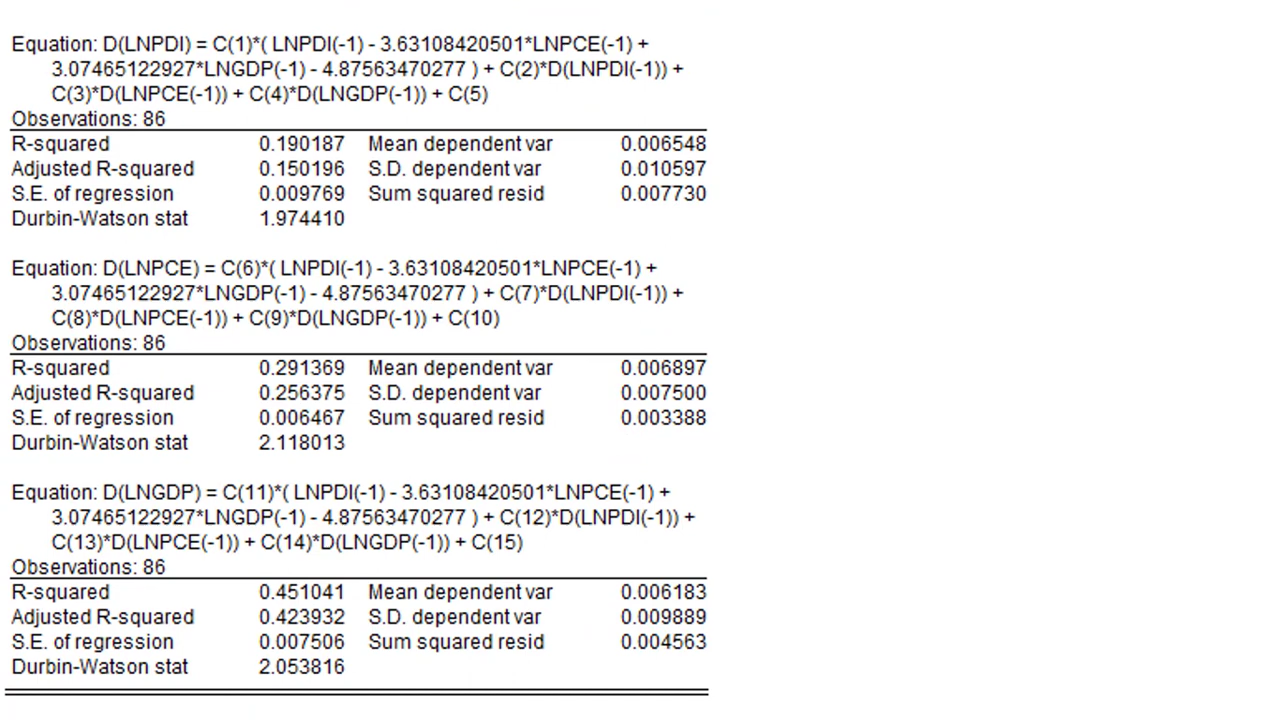 Equation: D(LNPDI) = C(1)*( LNPDI(-1) - 3.63108420501*LNPCE(-1) +
3.07465122927*LNGDP(-1) - 4.87563470277 ) + C(2)*D(LNPDI(-1)) +
C(3)*D(LNPCE(-1)) + C(4)*D(LNGDP(-1)) + C(5)
Observations: 86
R-squared 0.190187 Mean dependent var 0.006548
Adjusted R-squared 0.150196 S.D. dependent var 0.010597
S.E. of regression 0.009769 Sum squared resid 0.007730
Durbin-Watson stat 1.974410
Equation: D(LNPCE) = C(6)*( LNPDI(-1) - 3.63108420501*LNPCE(-1) +
3.07465122927*LNGDP(-1) - 4.87563470277 ) + C(7)*D(LNPDI(-1)) +
C(8)*D(LNPCE(-1)) + C(9)*D(LNGDP(-1)) + C(10)
Observations: 86
R-squared 0.291369 Mean dependent var 0.006897
Adjusted R-squared 0.256375 S.D. dependent var 0.007500
S.E. of regression 0.006467 Sum squared resid 0.003388
Durbin-Watson stat 2.118013
Equation: D(LNGDP) = C(11)*( LNPDI(-1) - 3.63108420501*LNPCE(-1) +
3.07465122927*LNGDP(-1) - 4.87563470277 ) + C(12)*D(LNPDI(-1)) +
C(13)*D(LNPCE(-1)) + C(14)*D(LNGDP(-1)) + C(15)
Observations: 86
R-squared 0.451041 Mean dependent var 0.006183
Adjusted R-squared 0.423932 S.D. dependent var 0.009889
S.E. of regression 0.007506 Sum squared resid 0.004563
Durbin-Watson stat 2.053816